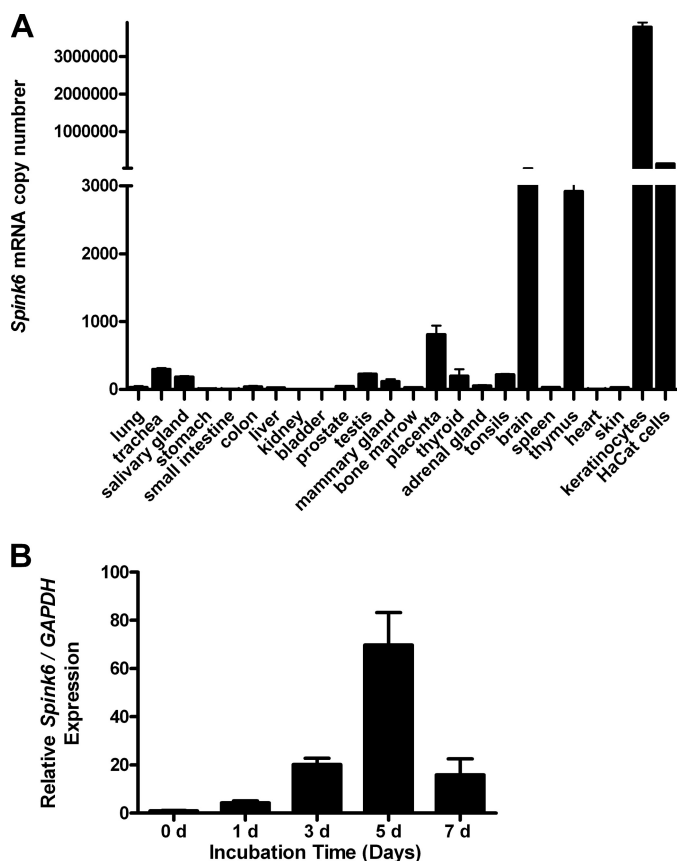 A
Spink6 mRNA copy numbrer
3000000
2000000
1000000
0
3000
2000
1000
0
lung
trachea
salivary gland
stomach
small intestine
colon
liver
kidney
bladder
prostate
testis
mammary gland
bone marrow
placenta
thyroid
adrenal gland
tonsils
brain
spleen
thymus
heart
skin
keratinocytes
HaCat cells
B
Relative Spink6 / GAPDH
Expression
100
80
60
40
20
0
0 d 1 d 3 d 5 d 7 d
Incubation Time (Days)